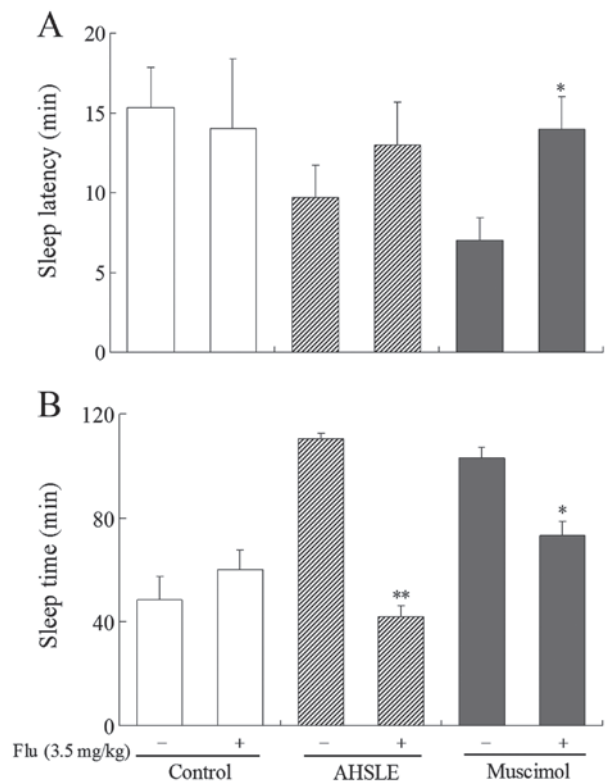 A
Sleep latency (min)
20
15
10
5
0
*
B
Sleep time (min)
120
80
40
0
**
*
Flu (3.5 mg/kg) − + − + − +
Control AHSLE Muscimol